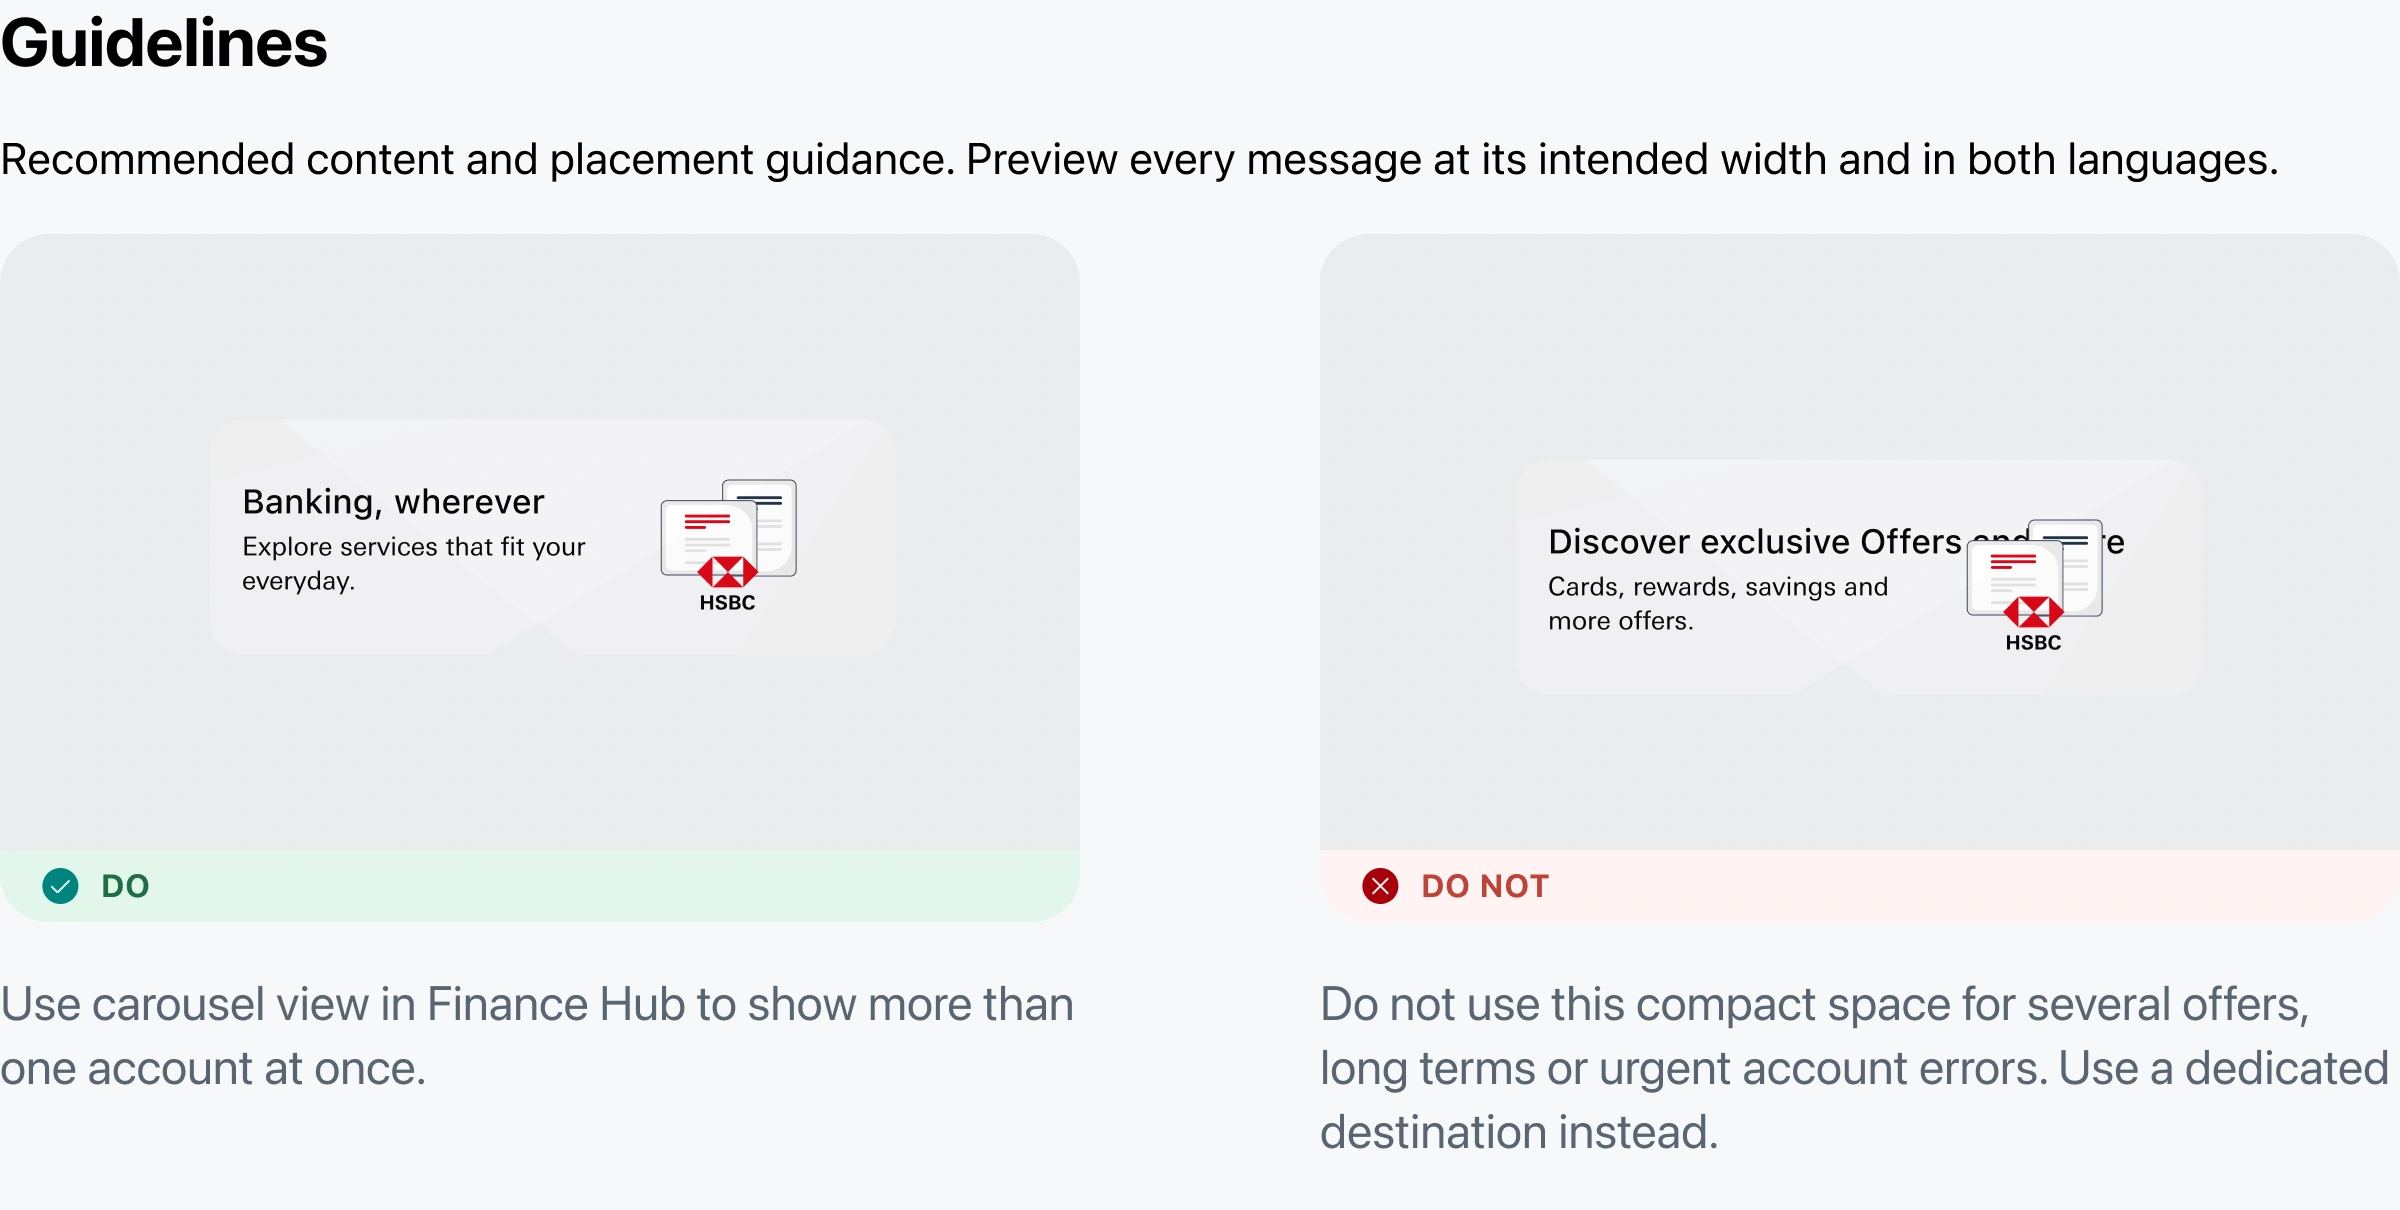 Guidelines
Recommended content and placement guidance. Preview every message at its intended width and in both languages.
Banking, wherever
Explore services that fit your
everyday.
HSBC
Discover exclusive Offers and re
Cards, rewards, savings and
more offers.
HSBC
DO
DO NOT
Use carousel view in Finance Hub to show more than
one account at once.
Do not use this compact space for several offers,
long terms or urgent account errors. Use a dedicated
destination instead.